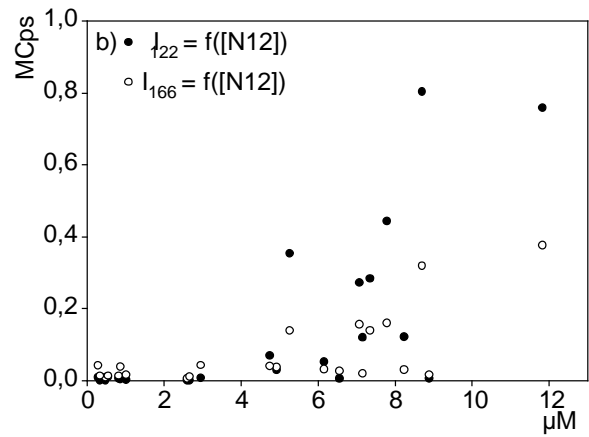 1,0
b) ● I22 = f([N12])
○ I166 = f([N12])
MCps
0,8
0,6
0,4
0,2
0,0
0 2 4 6 8 10 12
µM